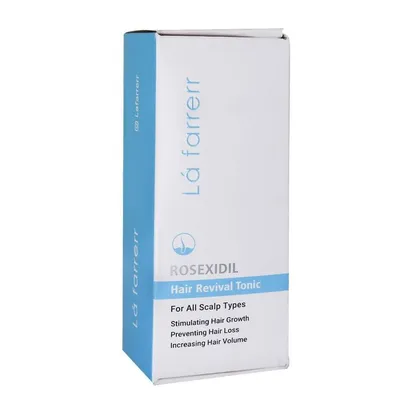 Lafarrerr
Lá farrerr
Lá farrerr
ROSEXIDIL
Hair Revival Tonic
For All Scalp Types
Stimulating Hair Growth
Preventing Hair Loss
Increasing Hair Volume